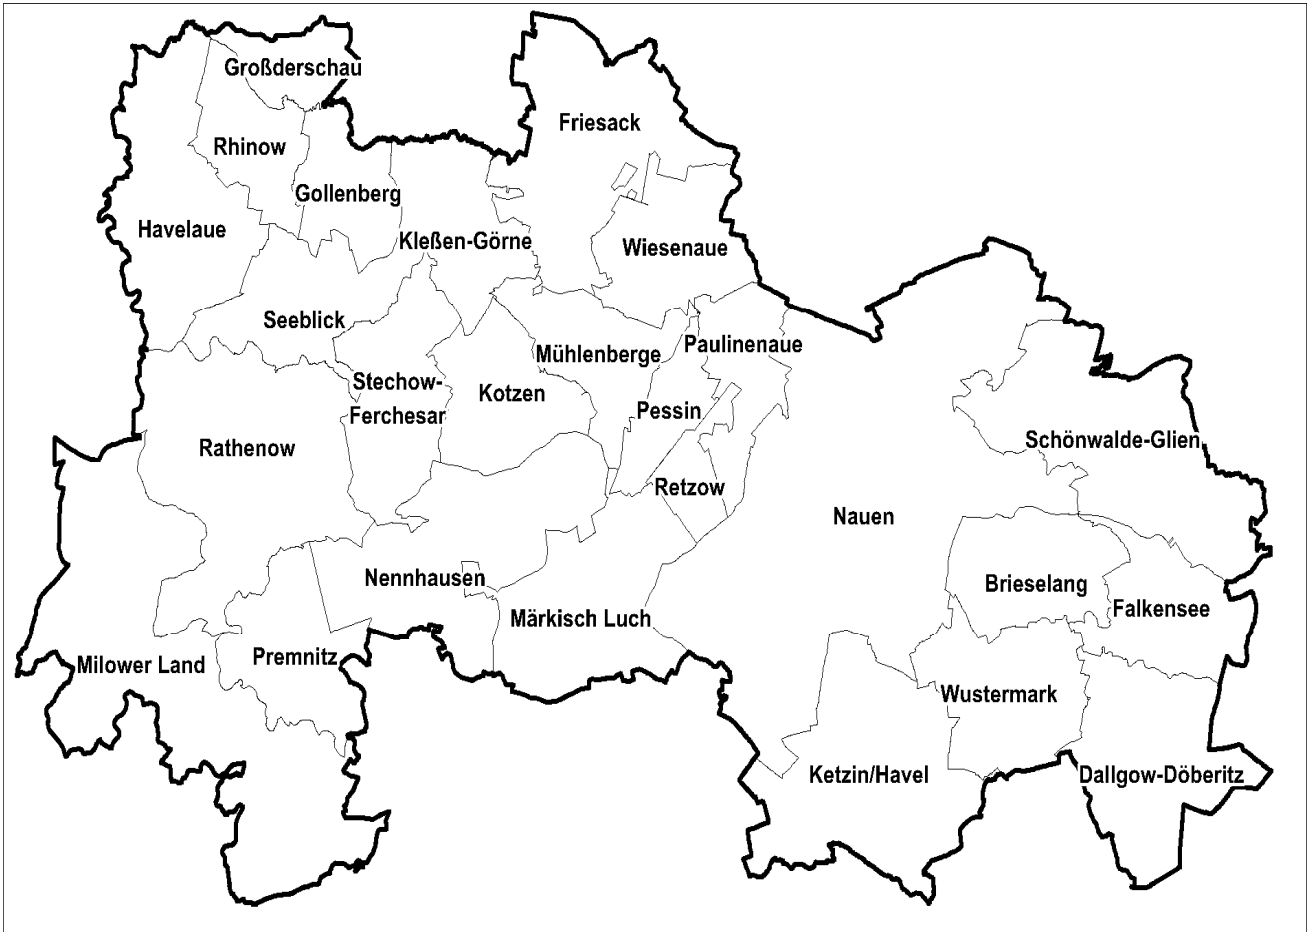 Großderschau
Friesack
Rhinow
Gollenberg
Havelaue
Kleßen-Görne
Wiesenaue
Seeblick
Paulinenaue
Mühlenberge
Stechow-
Ferchesar
Kotzen
Pessin
Schönwalde-Glien
Rathenow
Retzow
Nauen
Nennhausen
Brieselang
Falkensee
Märkisch Luch
Premnitz
Milower Land
Wustermark
Ketzin/Havel
Dallgow-Döberitz